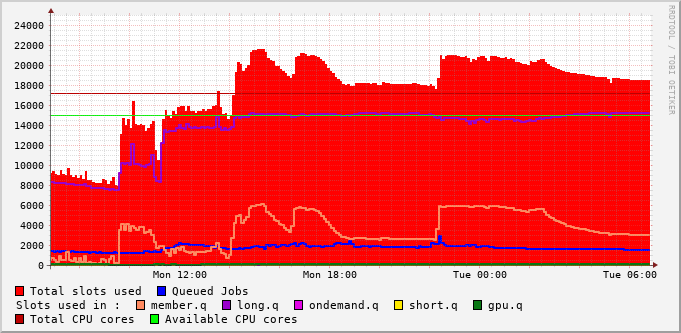 24000
22000
20000
18000
16000
14000
12000
10000
8000
6000
4000
2000
0
Mon 12:00 Mon 18:00 Tue 00:00 Tue 06:00
RRDTOOL / TOBI OETIKER
Total slots used Queued Jobs
Slots used in : member.q long.q ondemand.q short.q gpu.q
Total CPU cores Available CPU cores